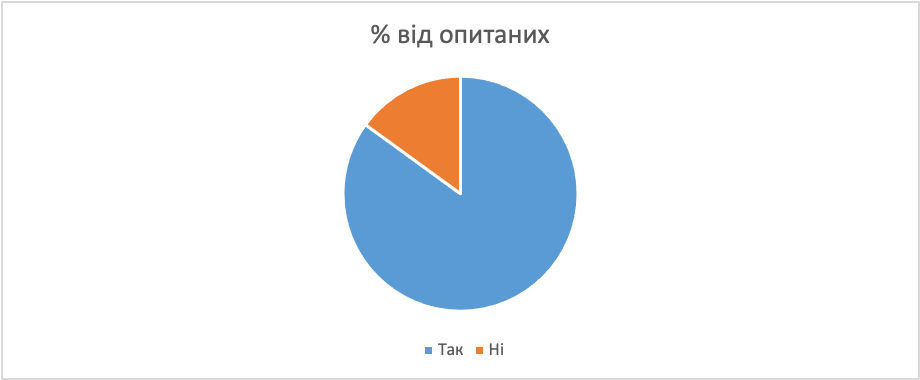 % від опитаних
Так Ні